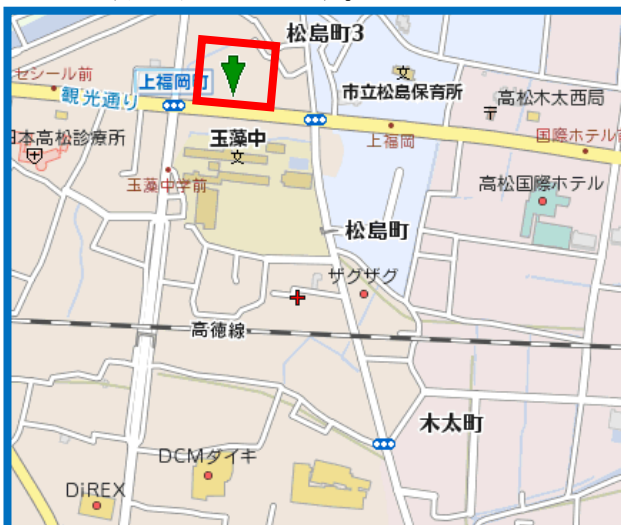 松島町3
セシール前
観光通り
上福岡町
市立松島保育所
文
高松木太西局
〒
本高松診療所
玉藻中
文
上福岡
国際ホテル前
玉藻中学前
高松国際ホテル
松島町
ザグザグ
高徳線
木太町
DCMダイキ
DiREX